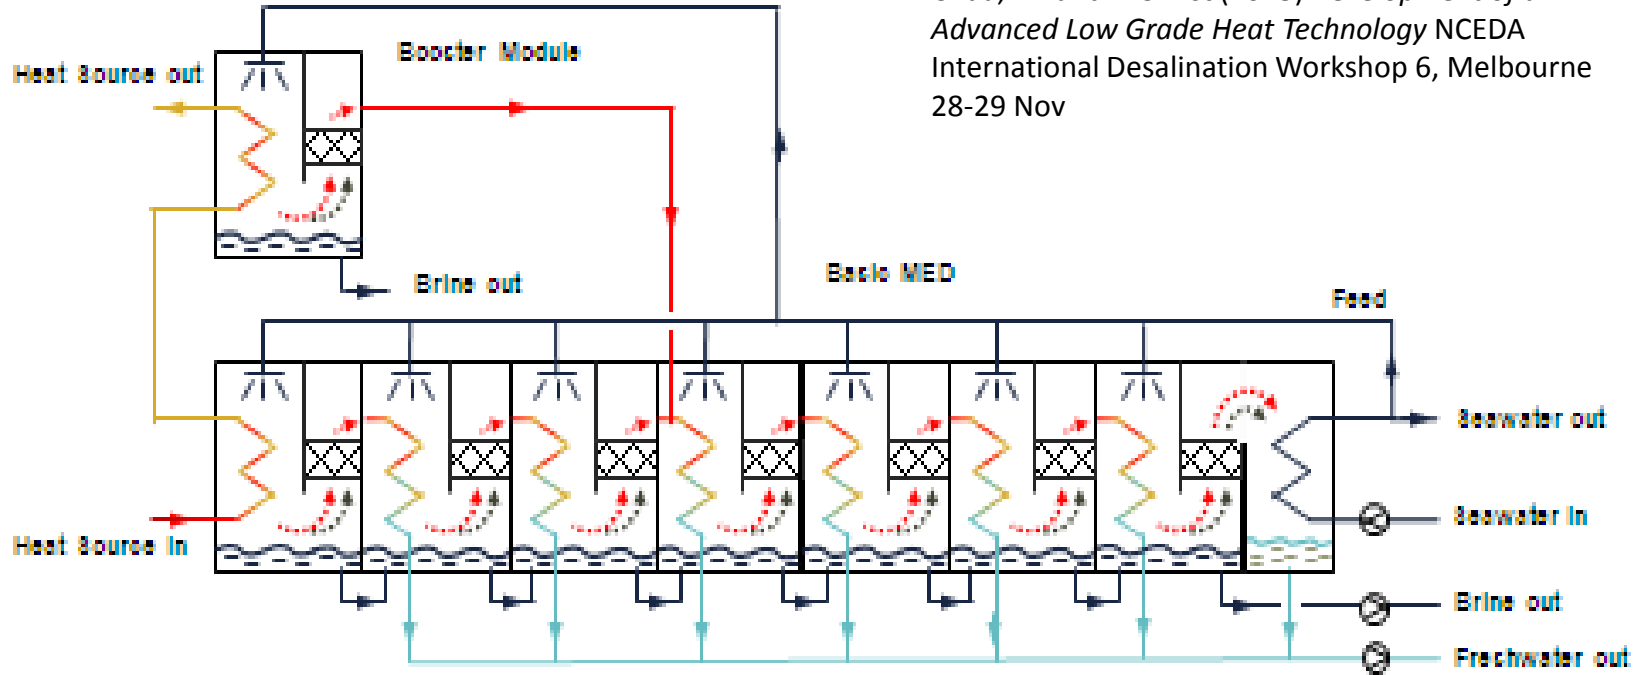 Advanced Low Grade Heat Technology NCEDA
International Desalination Workshop 6, Melbourne
28-29 Nov
Booster Module
Heat Source out
Brine out
Basic MED
Feed
Seawater out
Seawater in
Heat Source in
Brine out
Freshwater out